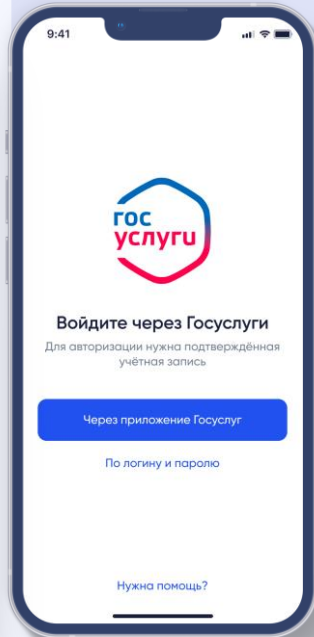 9:41
гос
услуги
Войдите через Госуслуги
Для авторизации нужна подтверждённая
учётная запись
Через приложение Госуслуг
По логину и паролю
Нужна помощь?